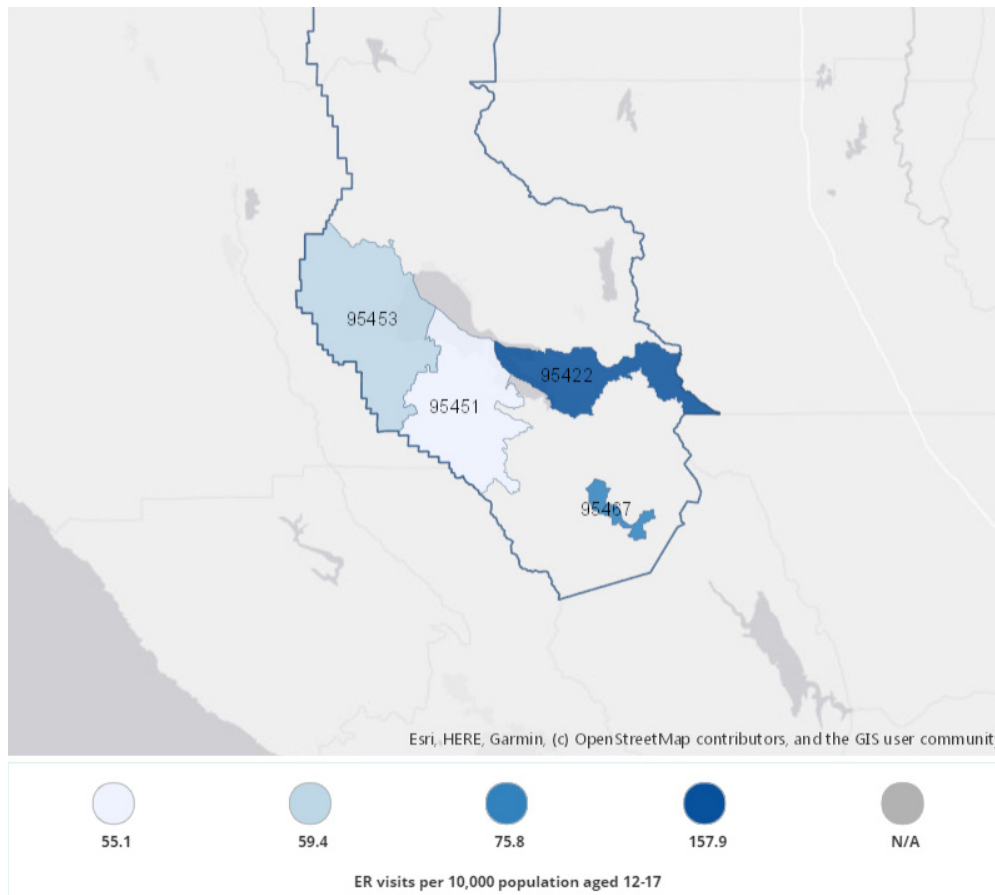 95453
95422
95451
95467
Esri, HERE, Garmin, (c) OpenStreetMap contributors, and the GIS user communit
55.1
59.4
75.8
157.9
N/A
ER visits per 10,000 population aged 12-17